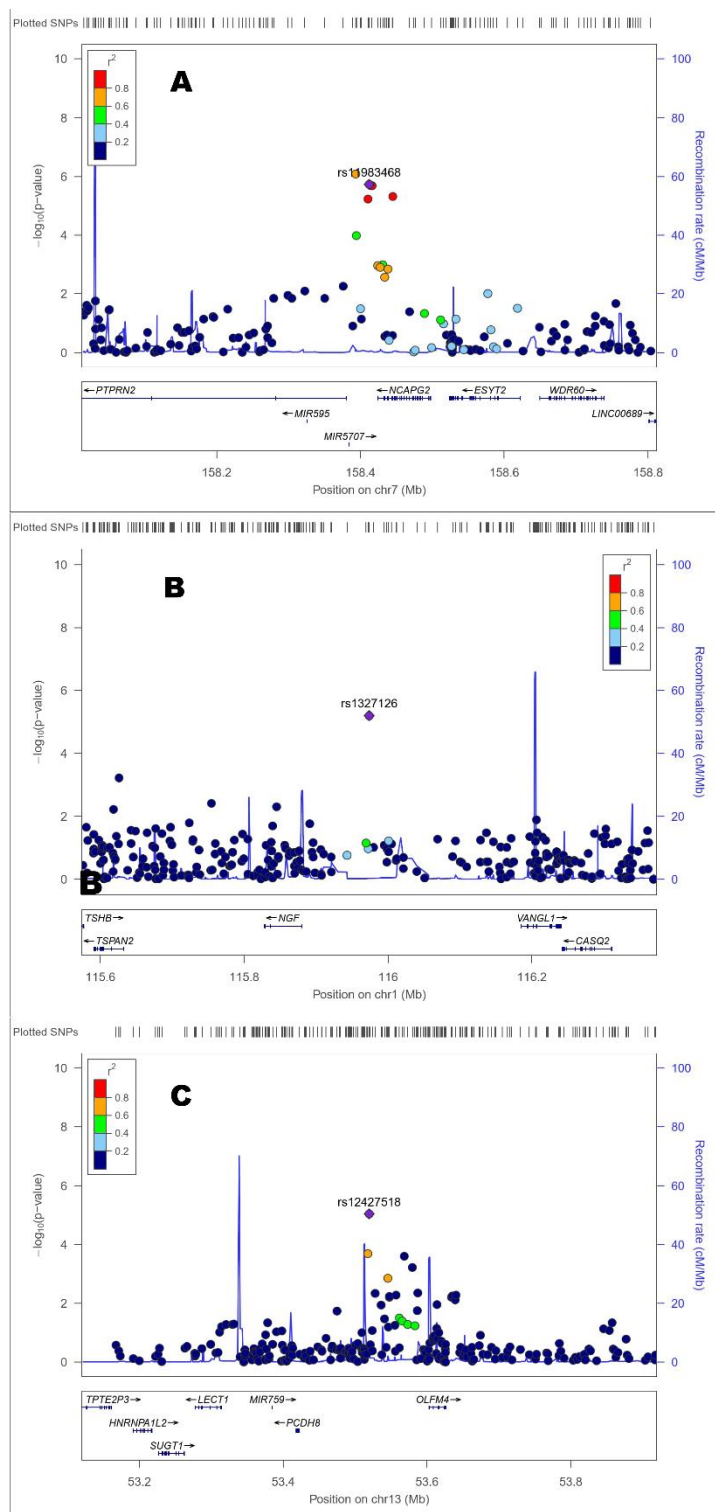 Plotted SNPs
10
8
6
4
2
0
100
80
60
40
20
0
−log10(p−value)
Recombination rate (cM/Mb)
r2
0.8
0.6
0.4
0.2
A
rs11983468
←PTPRN2
←NCAPG2
←ESYT2
WDR60→
←MIR595
LINC00689→
MIR5707→
158.2
158.4
158.6
158.8
Position on chr7 (Mb)
Plotted SNPs
10
8
6
4
2
0
100
80
60
40
20
0
−log10(p−value)
Recombination rate (cM/Mb)
r2
0.8
0.6
0.4
0.2
B
rs1327126
B
TSHB→
←NGF
VANGL1→
←TSPAN2
←CASQ2
115.6
115.8
116
116.2
Position on chr1 (Mb)
Plotted SNPs
10
8
6
4
2
0
100
80
60
40
20
0
−log10(p−value)
Recombination rate (cM/Mb)
r2
0.8
0.6
0.4
0.2
C
rs12427518
TPTE2P3→
←LECT1
MIR759→
OLFM4→
HNRNPA1L2→
←PCDH8
SUGT1→
53.2
53.4
53.6
53.8
Position on chr13 (Mb)